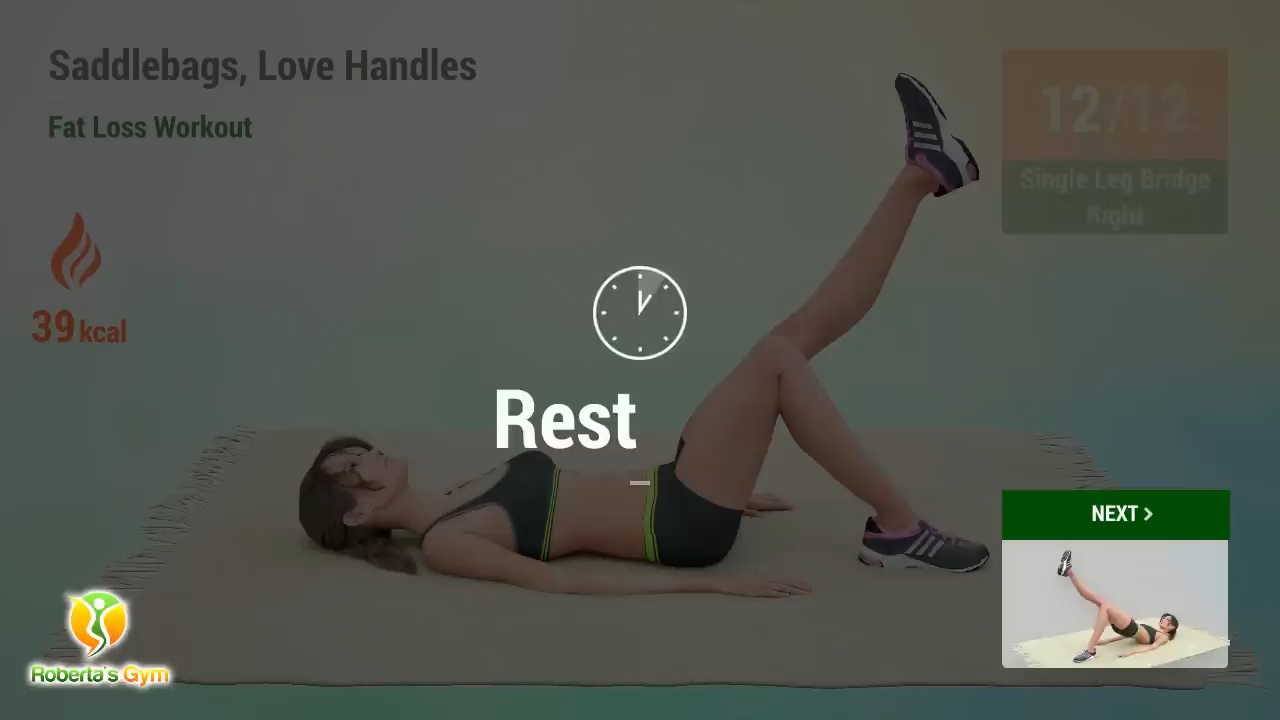 Saddlebags, Love Handles
Fat Loss Workout
12/12
Single Leg Bridge
Right
39 kcal
Rest
NEXT >
Roberta's Gym